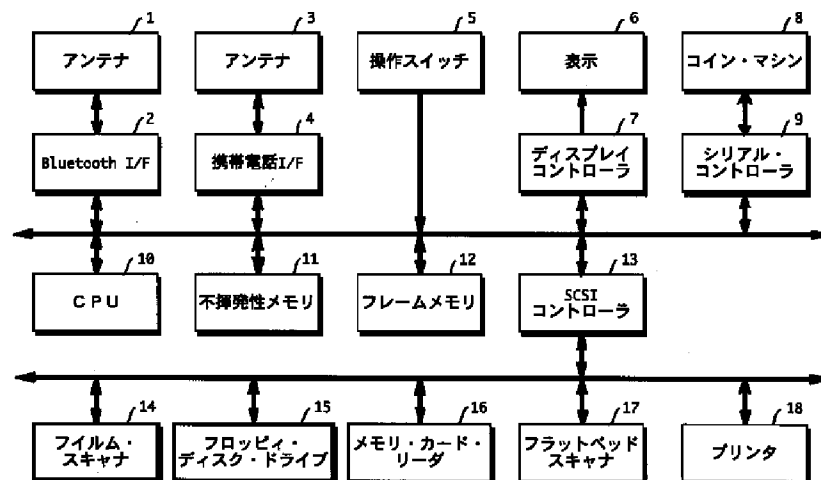 1
アンテナ
3
アンテナ
5
操作スイッチ
6
表示
8
コイン・マシン
2
Bluetooth I/F
4
携帯電話I/F
7
ディスプレイ
コントローラ
9
シリアル・
コントローラ
10
CPU
11
不揮発性メモリ
12
フレームメモリ
13
SCSI
コントローラ
14
フイルム・
スキャナ
15
フロッピィ・
ディスク・ドライブ
16
メモリ・カード・
リーダ
17
フラットベッド
スキャナ
18
プリンタ